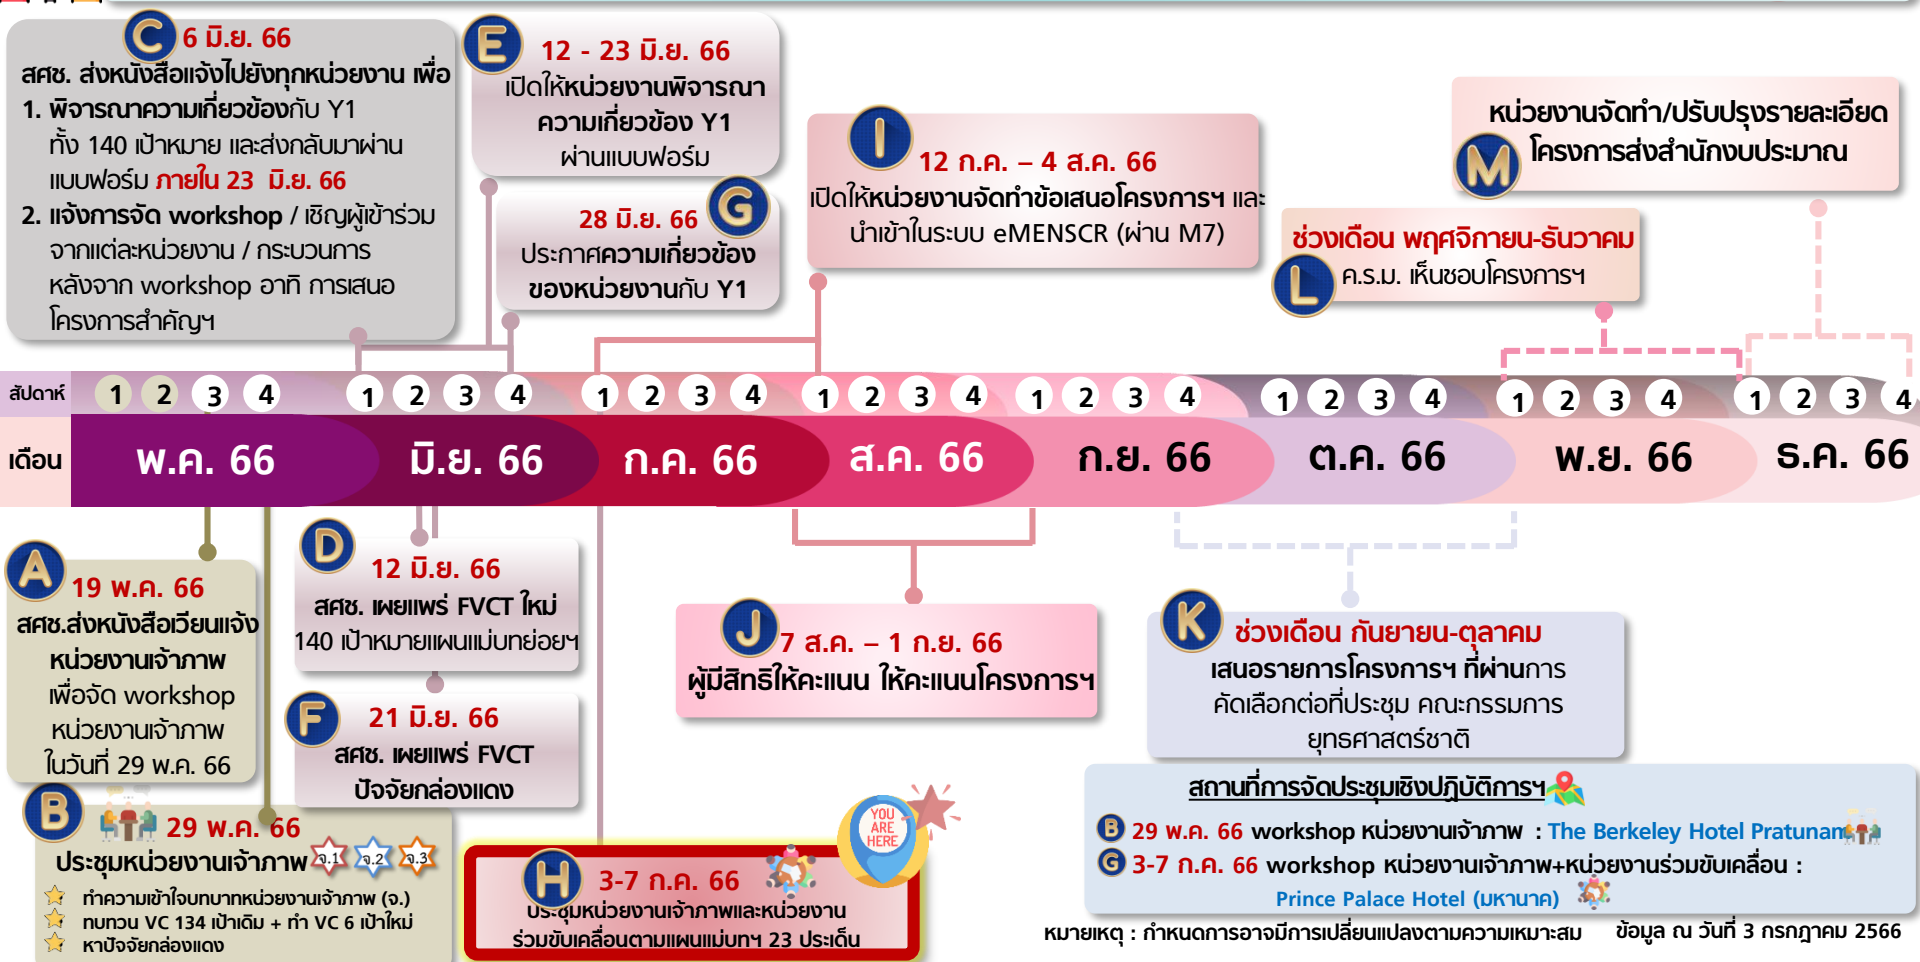 C 6 มิ.ย. 66
สศช. ส่งหนังสือแจ้งไปยังทุกหน่วยงาน เพื่อ
1. พิจารณาความเกี่ยวข้องกับ Y1
ทั้ง 140 เป้าหมาย และส่งกลับมาผ่าน
แบบฟอร์ม ภายใน 23 มิ.ย. 66
2. แจ้งการจัด workshop / เชิญผู้เข้าร่วม
จากแต่ละหน่วยงาน / กระบวนการ
หลังจาก workshop อาทิ การเสนอ
โครงการสำคัญฯ
E 12 - 23 มิ.ย. 66
เปิดให้หน่วยงานพิจารณา
ความเกี่ยวข้อง Y1
ผ่านแบบฟอร์ม
G
28 มิ.ย. 66
ประกาศความเกี่ยวข้อง
ของหน่วยงานกับ Y1
I
12 ก.ค. – 4 ส.ค. 66
เปิดให้หน่วยงานจัดทำข้อเสนอโครงการฯ และ
นำเข้าในระบบ eMENSCR (ผ่าน M7)
M
หน่วยงานจัดทำ/ปรับปรุงรายละเอียด
โครงการส่งสำนักงบประมาณ
L
ช่วงเดือน พฤศจิกายน-ธันวาคม
ค.ร.ม. เห็นชอบโครงการฯ
สัปดาห์ 1 2 3 4 1 2 3 4 1 2 3 4 1 2 3 4 1 2 3 4 1 2 3 4 1 2 3 4 1 2 3 4
เดือน พ.ค. 66 มิ.ย. 66 ก.ค. 66 ส.ค. 66 ก.ย. 66 ต.ค. 66 พ.ย. 66 ธ.ค. 66
A
19 พ.ค. 66
สศช.ส่งหนังสือเวียนแจ้ง
หน่วยงานเจ้าภาพ
เพื่อจัด workshop
หน่วยงานเจ้าภาพ
ในวันที่ 29 พ.ค. 66
B
29 พ.ค. 66
ประชุมหน่วยงานเจ้าภาพ จ.1 จ.2 จ.3
ทำความเข้าใจบทบาทหน่วยงานเจ้าภาพ (จ.)
ทบทวน VC 134 เป้าเดิม + ทำ VC 6 เป้าใหม่
หาปัจจัยกล่องแดง
D
12 มิ.ย. 66
สศช. เผยแพร่ FVCT ใหม่
140 เป้าหมายแผนแม่บทย่อยฯ
F
21 มิ.ย. 66
สศช. เผยแพร่ FVCT
ปัจจัยกล่องแดง
YOU
ARE
HERE
H
3-7 ก.ค. 66
ประชุมหน่วยงานเจ้าภาพและหน่วยงาน
ร่วมขับเคลื่อนตามแผนแม่บทฯ 23 ประเด็น
J
7 ส.ค. – 1 ก.ย. 66
ผู้มีสิทธิให้คะแนน ให้คะแนนโครงการฯ
K
ช่วงเดือน กันยายน-ตุลาคม
เสนอรายการโครงการฯ ที่ผ่านการ
คัดเลือกต่อที่ประชุม คณะกรรมการ
ยุทธศาสตร์ชาติ
สถานที่การจัดประชุมเชิงปฏิบัติการฯ
B 29 พ.ค. 66 workshop หน่วยงานเจ้าภาพ : The Berkeley Hotel Pratunam
G 3-7 ก.ค. 66 workshop หน่วยงานเจ้าภาพ+หน่วยงานร่วมขับเคลื่อน :
Prince Palace Hotel (มหานาค)
หมายเหตุ : กำหนดการอาจมีการเปลี่ยนแปลงตามความเหมาะสม ข้อมูล ณ วันที่ 3 กรกฎาคม 2566